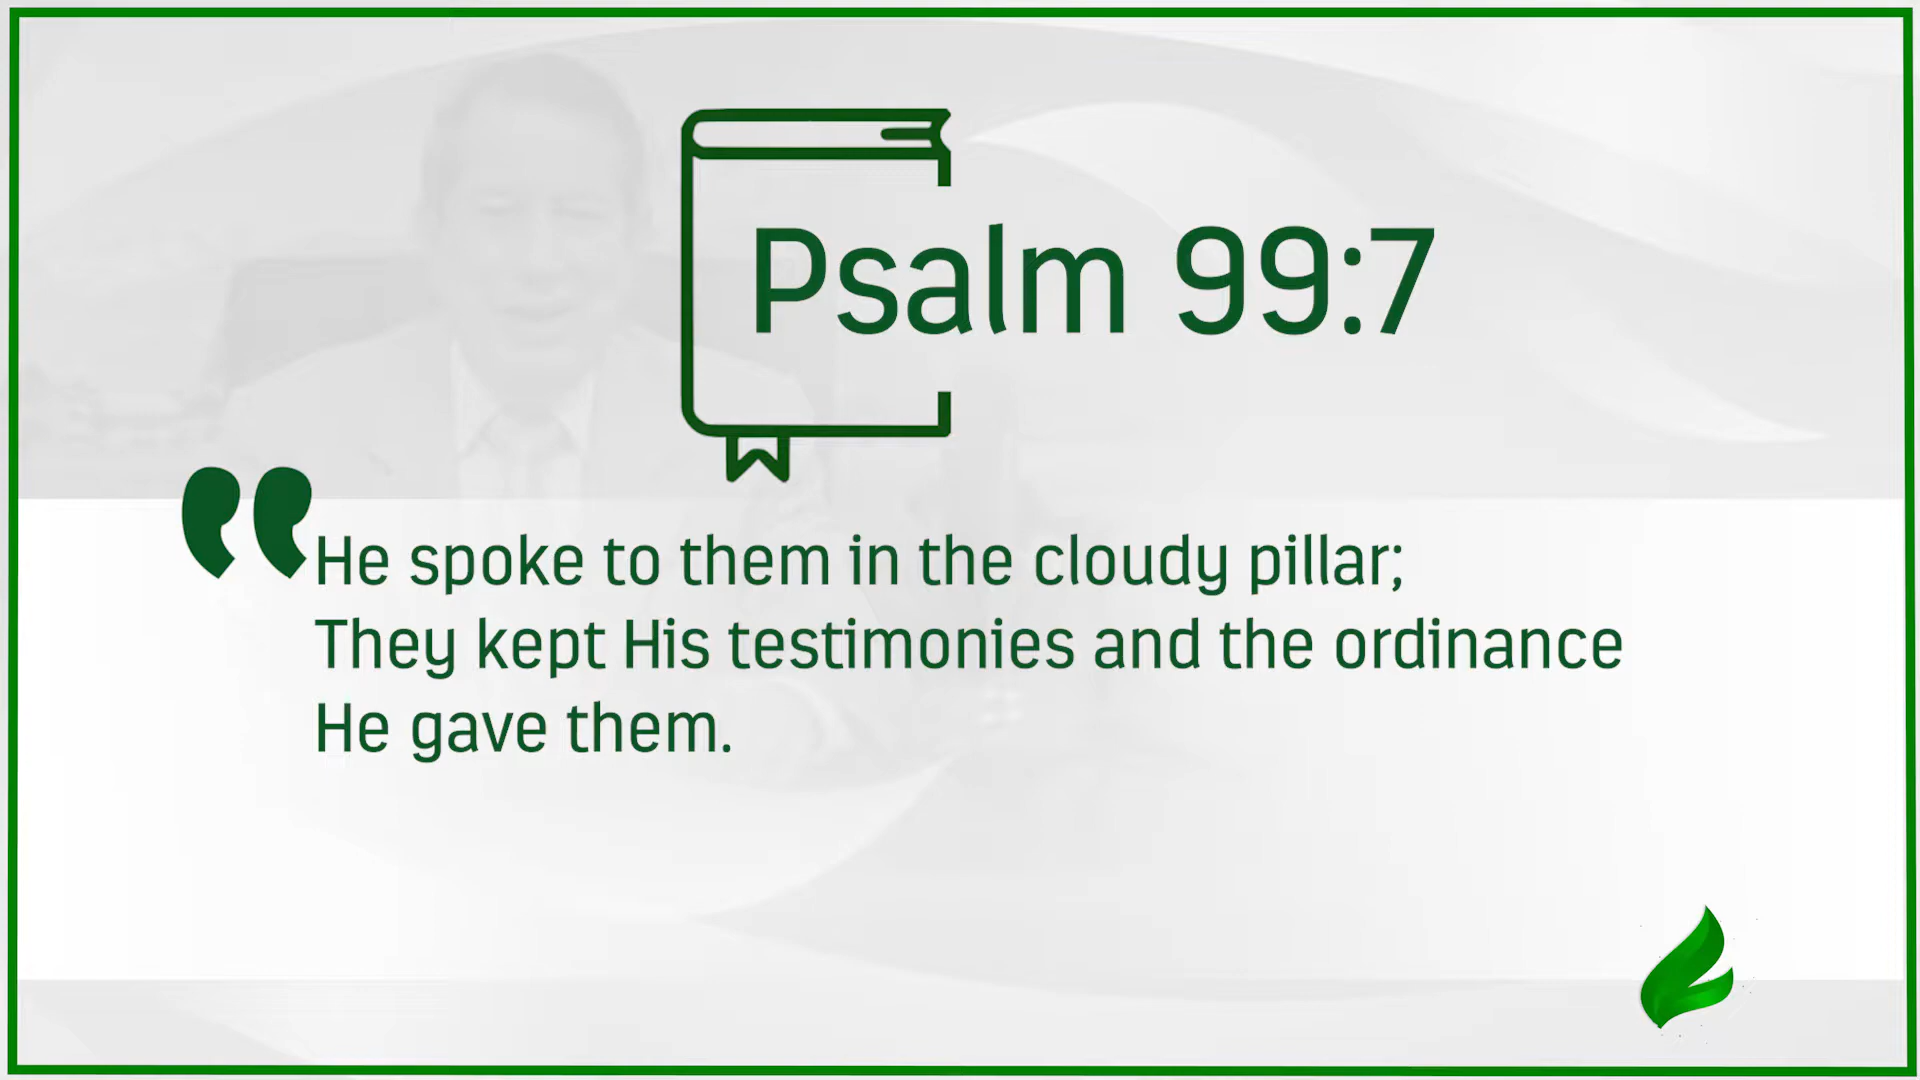 Psalm 99:7
“He spoke to them in the cloudy pillar;
They kept His testimonies and the ordinance
He gave them.